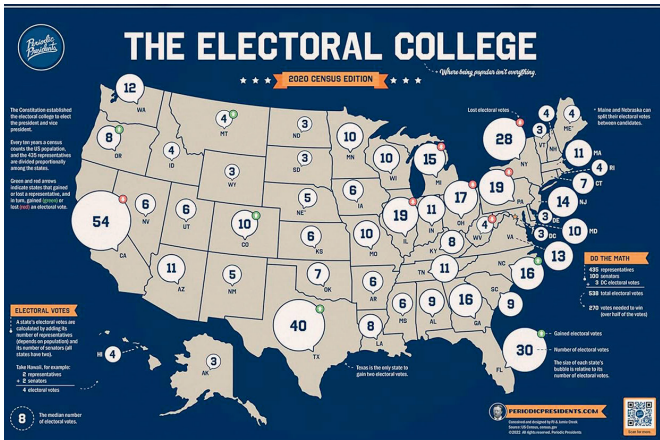 Periodic
Presidents
THE ELECTORAL COLLEGE
2020 CENSUS EDITION
Where being popular isn't everything.
The Constitution established
the electoral college to elect
the president and vice
president.
Every ten years a census
counts the US population,
and the 435 representatives
are divided proportionally
among the states.
Green and red arrows
indicate states that gained
or lost a representative, and
in turn, gained (green) or
lost (red) an electoral vote.
Lost electoral votes
* Maine and Nebraska can
split their electoral votes
between candidates.
12
WA
8
OR
54
CA
6
NV
4
ID
4
MT
3
WY
6
UT
10
CO
11
AZ
5
NM
3
ND
3
SD
5
NE*
6
KS
7
OK
40
TX
10
MN
6
IA
10
MO
6
AR
8
LA
10
WI
19
IL
15
MI
11
IN
17
OH
8
KY
11
TN
6
MS
9
AL
16
GA
30
FL
9
SC
16
NC
13
VA
4
WV
19
PA
28
NY
3
VT
4
NH
4
ME*
11
MA
4
RI
7
CT
14
NJ
3
DE
10
MD
3
DC
4
HI
3
AK
Texas is the only state to
gain two electoral votes.
ELECTORAL VOTES
A state's electoral votes are
calculated by adding its
number of representatives
(depends on population) and
its number of senators (all
states have two).
Take Hawaii, for example:
2 representatives
+ 2 senators
4 electoral votes
8
The median number
of electoral votes.
DO THE MATH
435 representatives
100 senators
+ 3 DC electoral votes
538 total electoral votes
270 votes needed to win
(over half of the votes)
Gained electoral votes
Number of electoral votes
The size of each state's
bubble is relative to its
number of electoral votes.
PERIODICPRESIDENTS.COM
Source: US Census, census.gov
©2022 All rights reserved. Periodic Presidents
Scan for more.